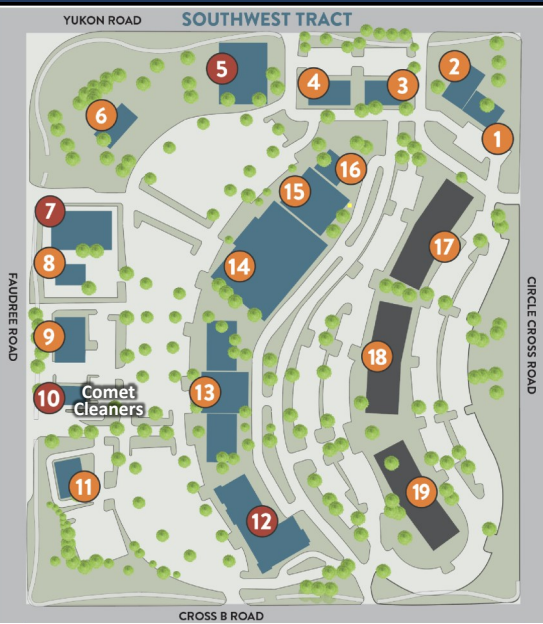 YUKON ROAD
SOUTHWEST TRACT
5
4
3
2
6
1
16
15
7
17
14
8
FAUDREE ROAD
CIRCLE CROSS ROAD
9
18
13
10
Comet
Cleaners
11
19
12
CROSS B ROAD